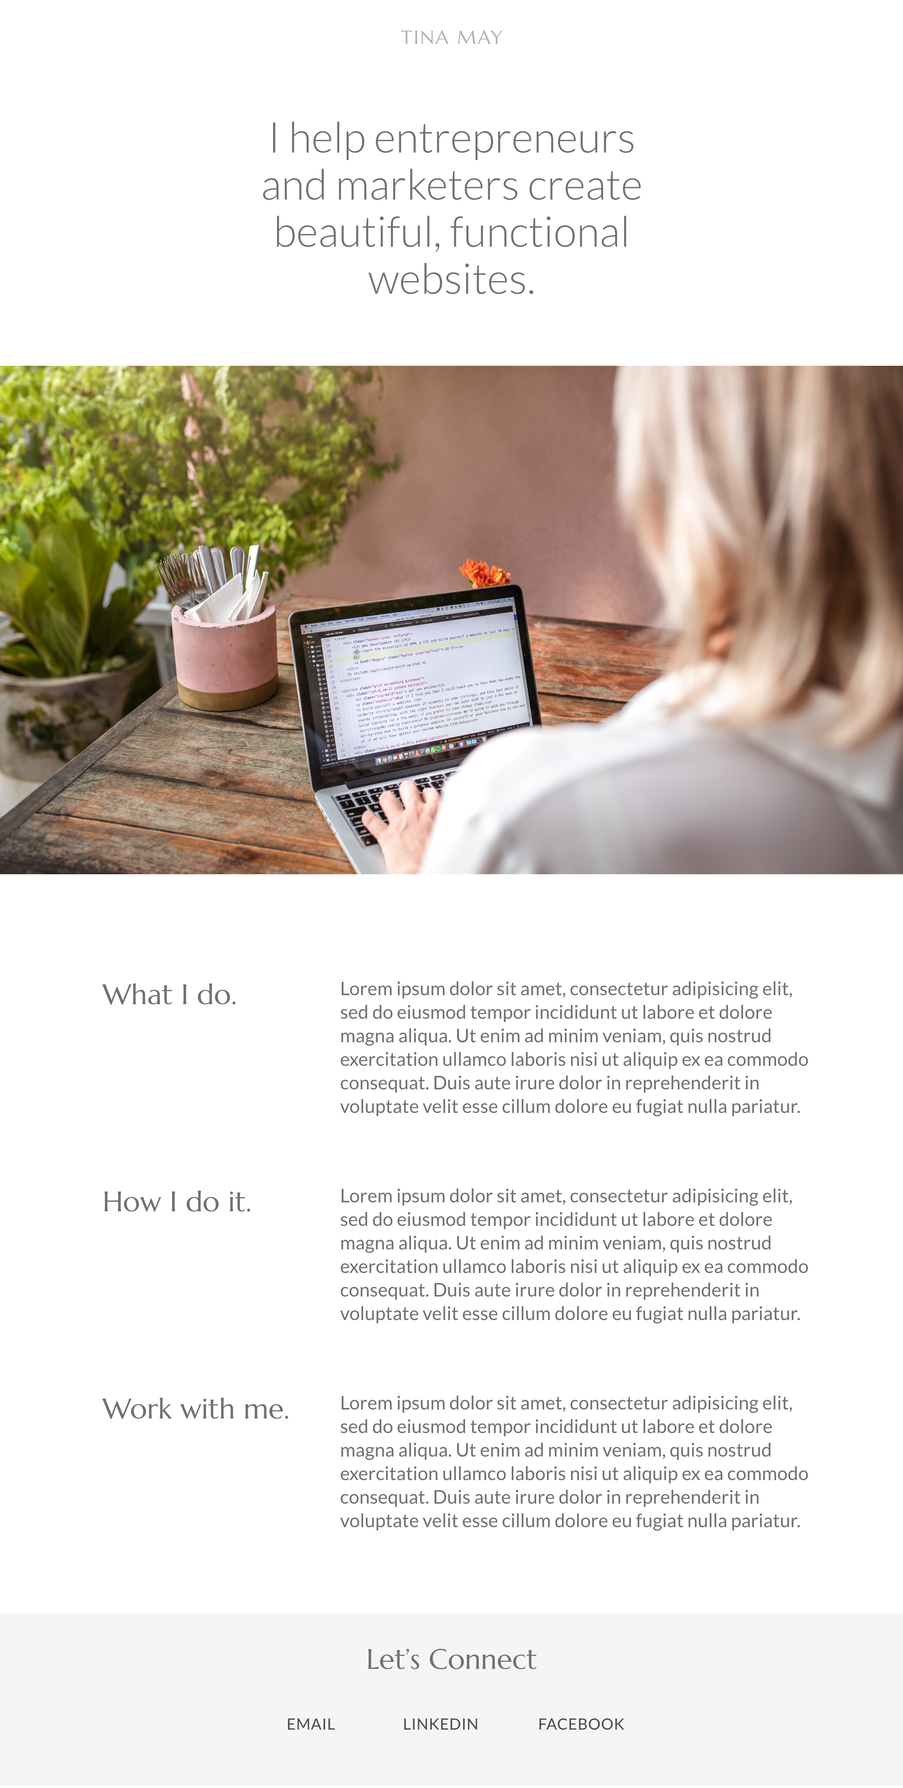 TINA MAY
I help entrepreneurs
and marketers create
beautiful, functional
websites.
What I do.
Lorem ipsum dolor sit amet, consectetur adipisicing elit,
sed do eiusmod tempor incididunt ut labore et dolore
magna aliqua. Ut enim ad minim veniam, quis nostrud
exercitation ullamco laboris nisi ut aliquip ex ea commodo
consequat. Duis aute irure dolor in reprehenderit in
voluptate velit esse cillum dolore eu fugiat nulla pariatur.
How I do it.
Lorem ipsum dolor sit amet, consectetur adipisicing elit,
sed do eiusmod tempor incididunt ut labore et dolore
magna aliqua. Ut enim ad minim veniam, quis nostrud
exercitation ullamco laboris nisi ut aliquip ex ea commodo
consequat. Duis aute irure dolor in reprehenderit in
voluptate velit esse cillum dolore eu fugiat nulla pariatur.
Work with me.
Lorem ipsum dolor sit amet, consectetur adipisicing elit,
sed do eiusmod tempor incididunt ut labore et dolore
magna aliqua. Ut enim ad minim veniam, quis nostrud
exercitation ullamco laboris nisi ut aliquip ex ea commodo
consequat. Duis aute irure dolor in reprehenderit in
voluptate velit esse cillum dolore eu fugiat nulla pariatur.
Let’s Connect
EMAIL LINKEDIN FACEBOOK